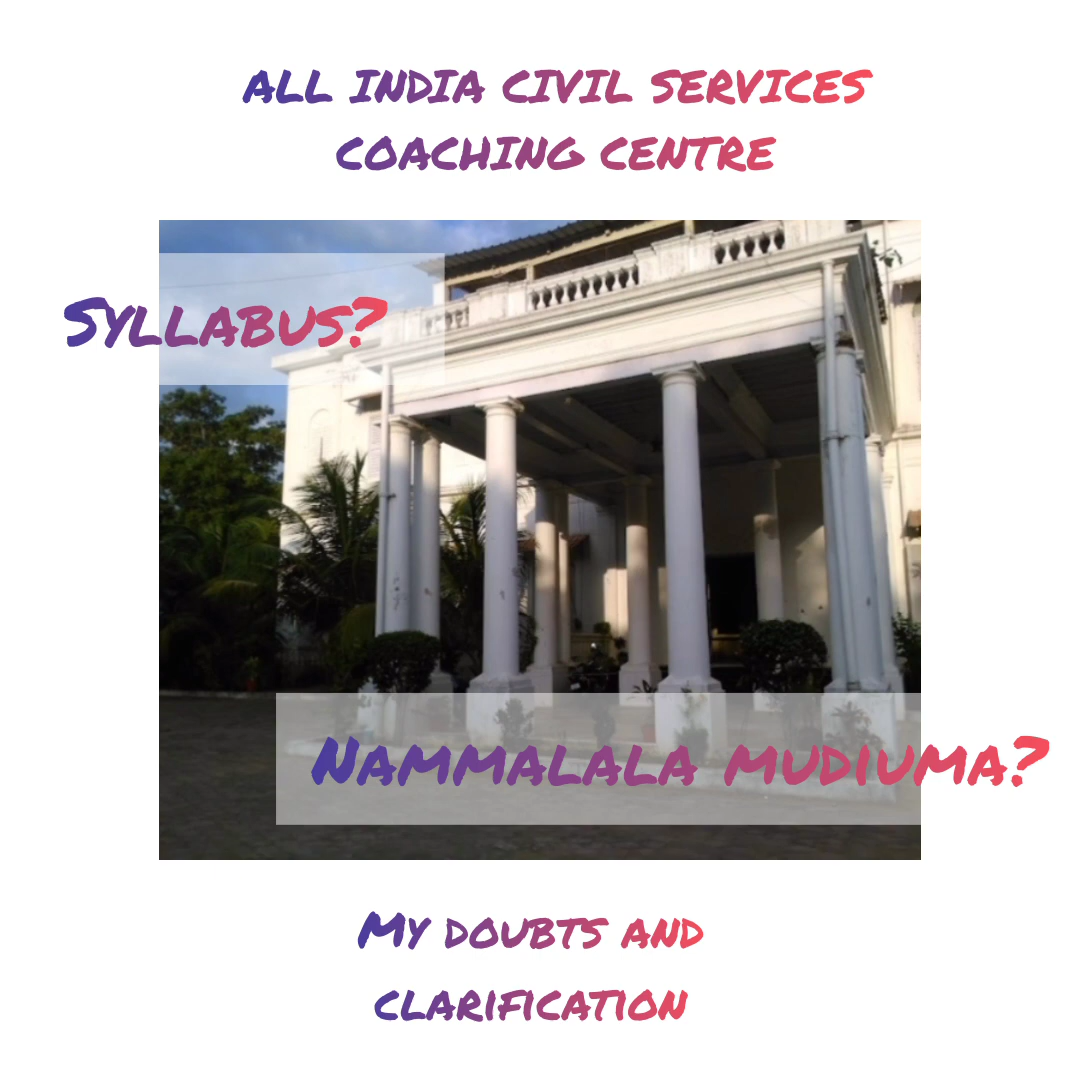 ALL INDIA CIVIL SERVICES
COACHING CENTRE
SYLLABUS?
NAMMALALA MUDIUMA?
MY DOUBTS AND
CLARIFICATION